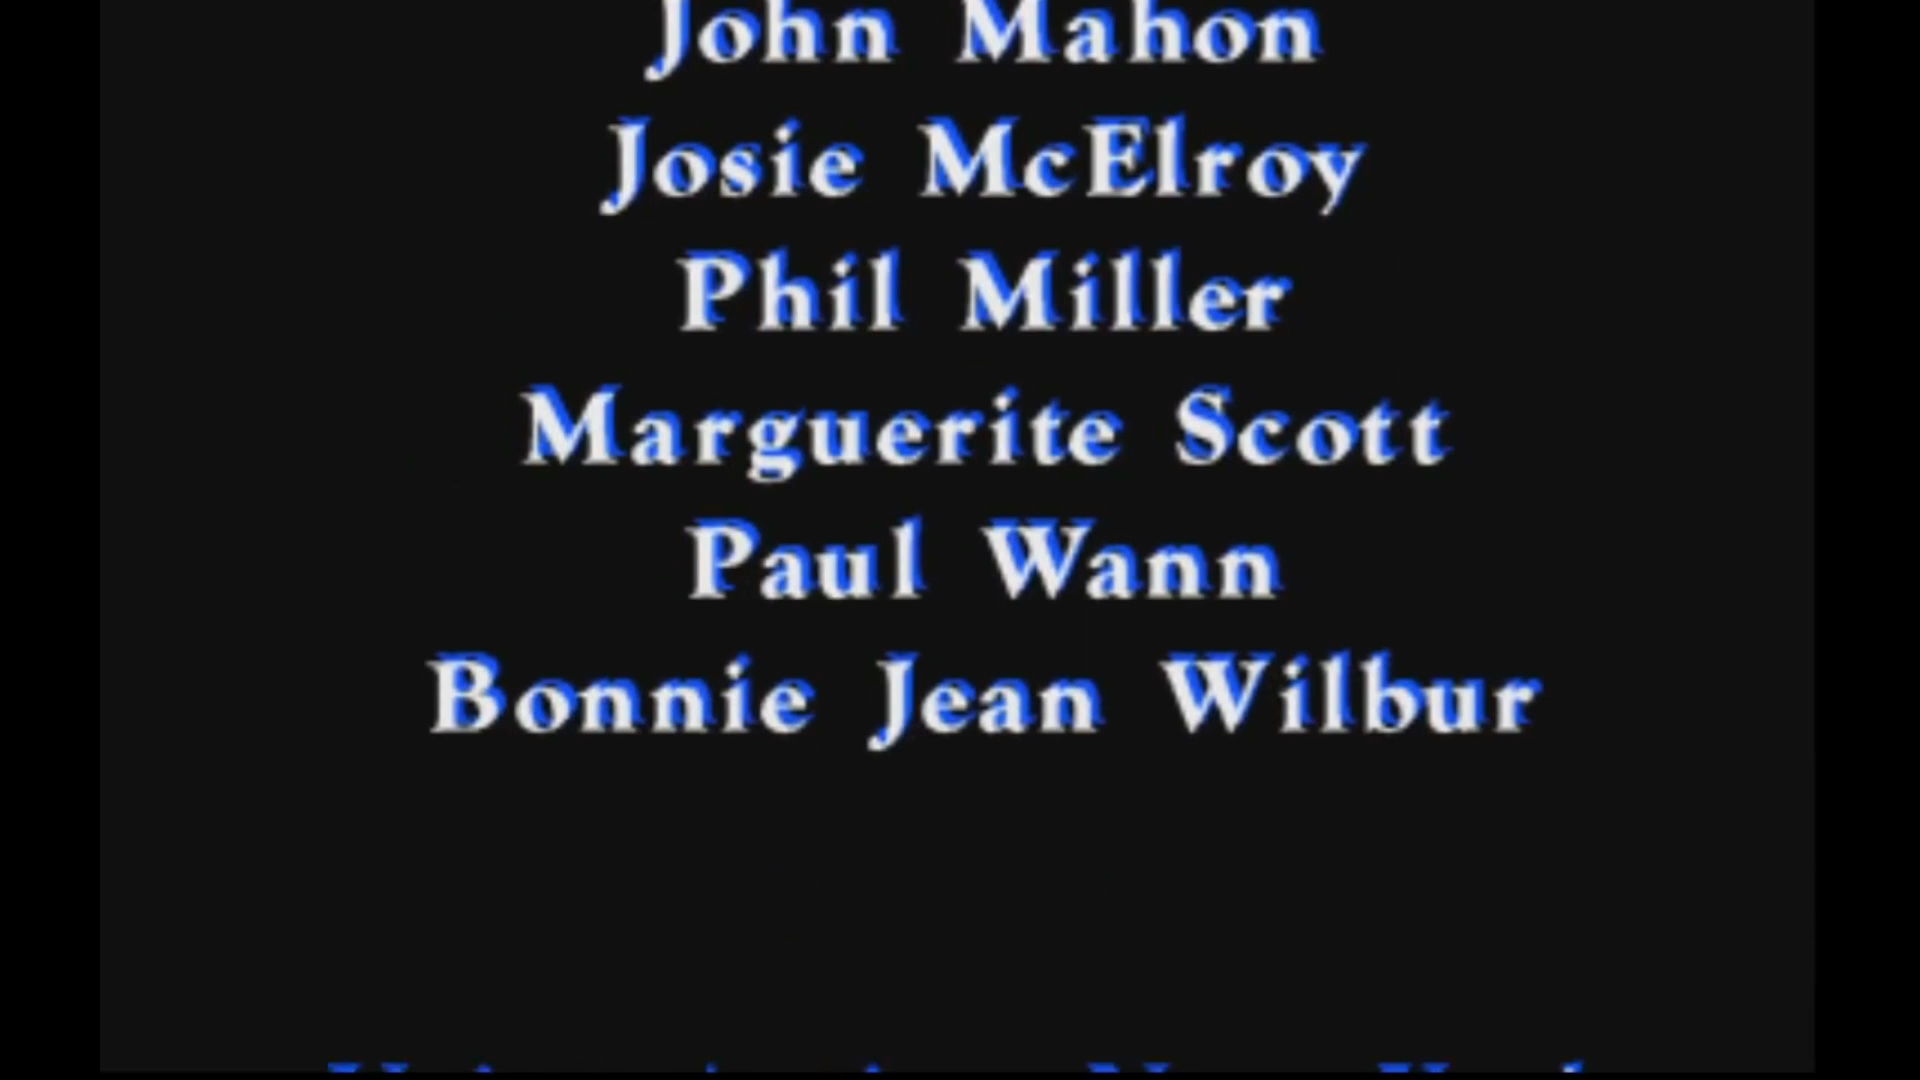 John Mahon
Josie McElroy
Phil Miller
Marguerite Scott
Paul Wann
Bonnie Jean Wilbur